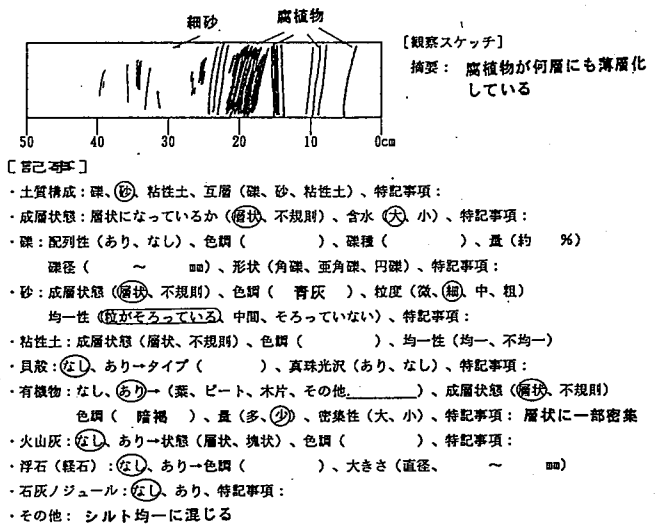 細砂 腐植物
[観察スケッチ]
摘要: 腐植物が何層にも薄層化
している
50 40 30 20 10 0cm
[記事]
・土質構成:礫、砂、粘性土、互層(礫、砂、粘性土)、特記事項:
・成層状態:層状になっているか(層状、不規則)、含水(大、小)、特記事項:
・礫:配列性(あり、なし)、色調( )、礫種( )、量(約 %)
礫径( ~ mm)、形状(角礫、亜角礫、円礫)、特記事項:
・砂:成層状態(層状、不規則)、色調( 青灰 )、粒度(微、細、中、粗)
均一性(粒がそろっている、中間、そろっていない)、特記事項:
・粘性土:成層状態(層状、不規則)、色調( )、均一性(均一、不均一)
・貝殻:なし、あり→タイプ( )、真珠光沢(あり、なし)、特記事項:
・有機物:なし、あり→(葉、ピート、木片、その他 )、成層状態(層状、不規則)
色調( 暗褐 )、量(多、少)、密集性(大、小)、特記事項: 層状に一部密集
・火山灰:なし、あり→状態(層状、塊状)、色調( )、特記事項:
・浮石(軽石):なし、あり→色調( )、大きさ(直径、 ~ mm)
・石灰ノジュール:なし、あり、特記事項:
・その他: シルト均一に混じる